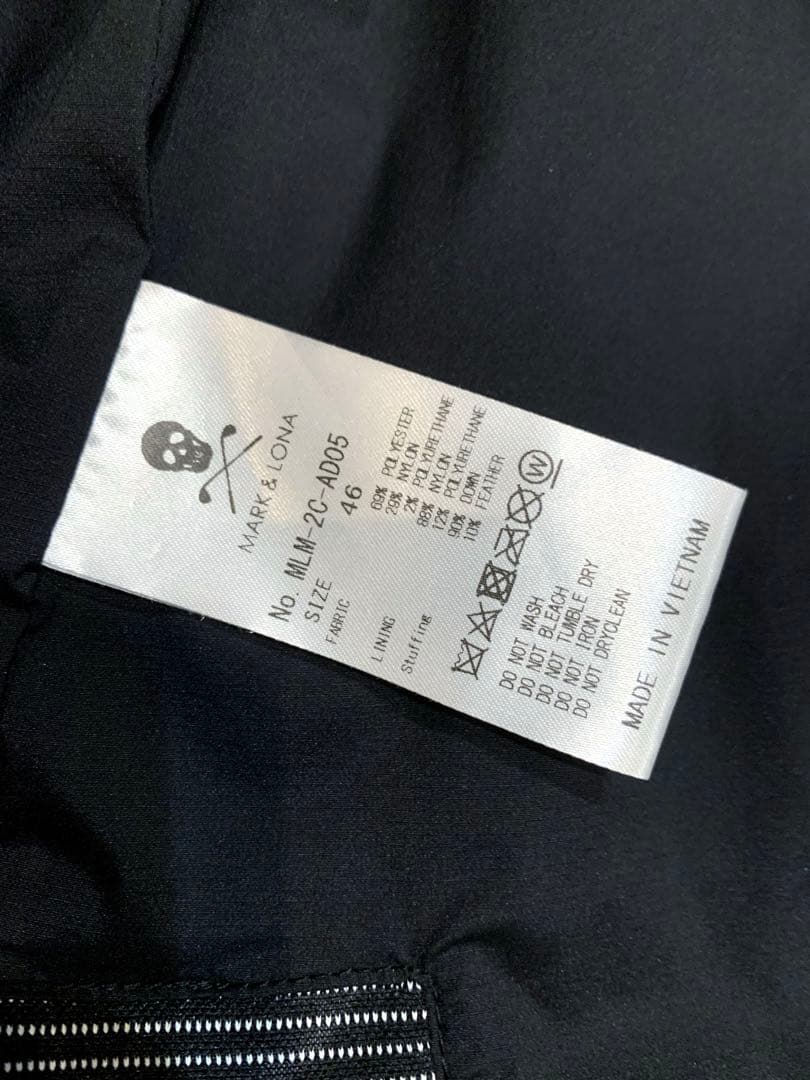 MARK & LONA
No. MLM-2C-AD05
SIZE 46
FABRIC 69% POLYESTER
29% NYLON
2% POLYURETHANE
LINING 88% NYLON
12% POLYURETHANE
Stuffing 90% DOWN
10% FEATHER
W
DO NOT WASH
DO NOT BLEACH
DO NOT TUMBLE DRY
DO NOT IRON
DO NOT DRYCLEAN
MADE IN VIETNAM